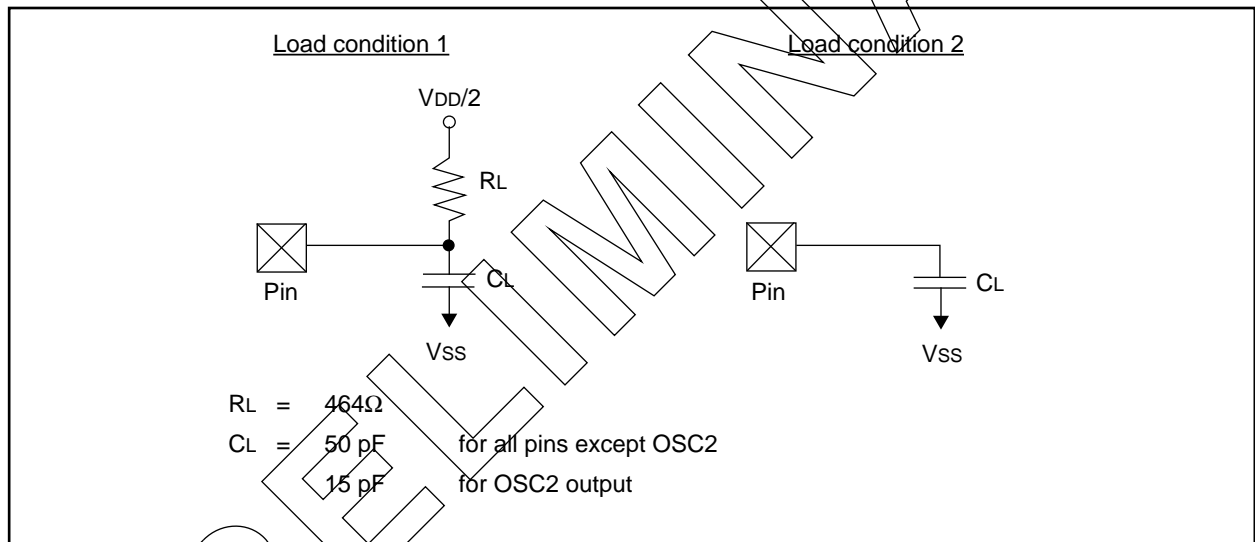 Load condition 1
Load condition 2
VDD/2
RL
CL
Pin
VSS
CL
Pin
VSS
RL = 464Ω
CL = 50 pF for all pins except OSC2
15 pF for OSC2 output